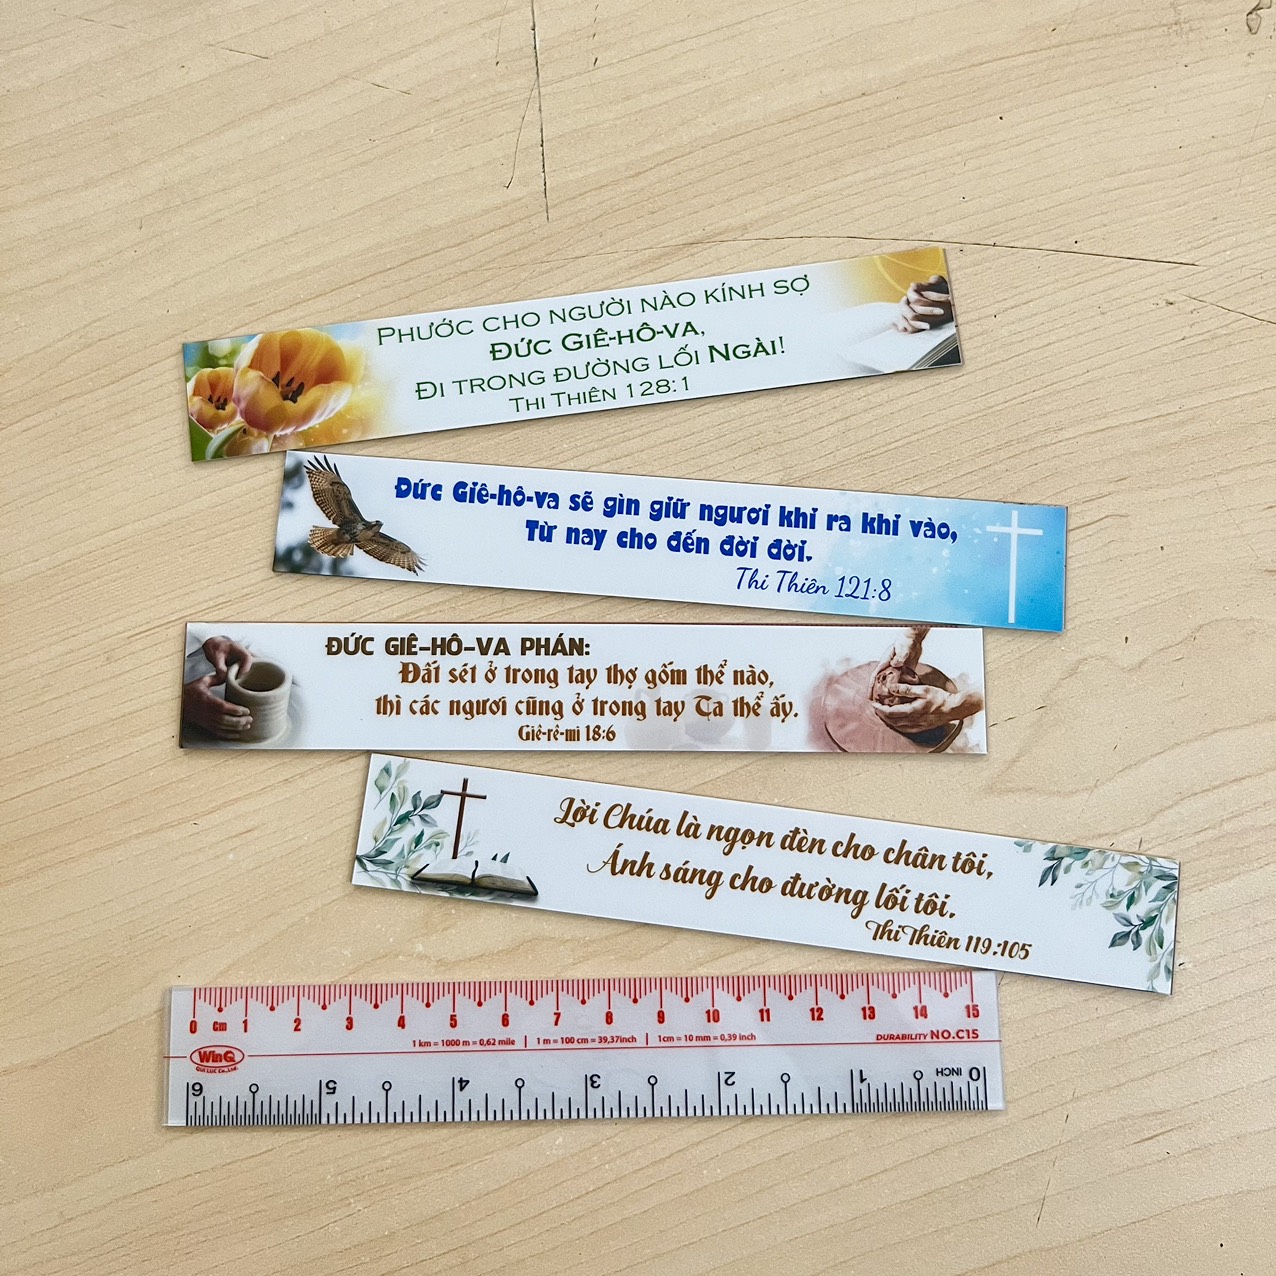 PHƯỚC CHO NGƯỜI NÀO KÍNH SỢ
ĐỨC GIÊ-HÔ-VA,
ĐI TRONG ĐƯỜNG LỐI NGÀI!
THI THIÊN 128:1
Đức Giê-hô-va sẽ gìn giữ ngươi khi ra khi vào,
Từ nay cho đến đời đời.
Thi Thiên 121:8
ĐỨC GIÊ-HÔ-VA PHÁN:
Đất sét ở trong tay thợ gốm thể nào,
thì các ngươi cũng ở trong tay Ta thể ấy.
Giê-rê-mi 18:6
Lời Chúa là ngọn đèn cho chân tôi,
Ánh sáng cho đường lối tôi.
Thi Thiên 119:105
0 Cm 1 2 3 4 5 6 7 8 9 10 11 12 13 14 15
1 km = 1000 m = 0,62 mile | 1 m = 100 cm = 39,37inch | 1cm = 10 mm = 0,39 inch
DURABILITY NO.C15
WinQ
QUI LUC Co.,Ltd.
6 5 4 3 2 1 INCH 0